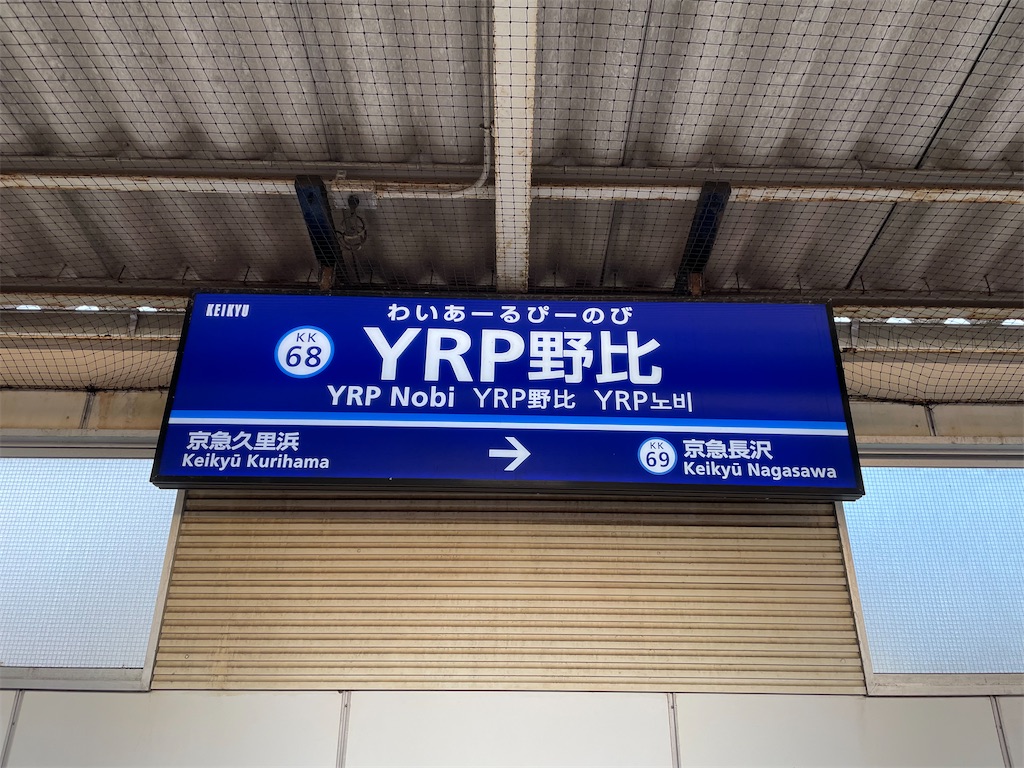 KEIKYU
わいあーるぴーのび
KK
68
YRP野比
YRP Nobi YRP野比 YRP노비
京急久里浜
Keikyū Kurihama
→
KK
69
京急長沢
Keikyū Nagasawa